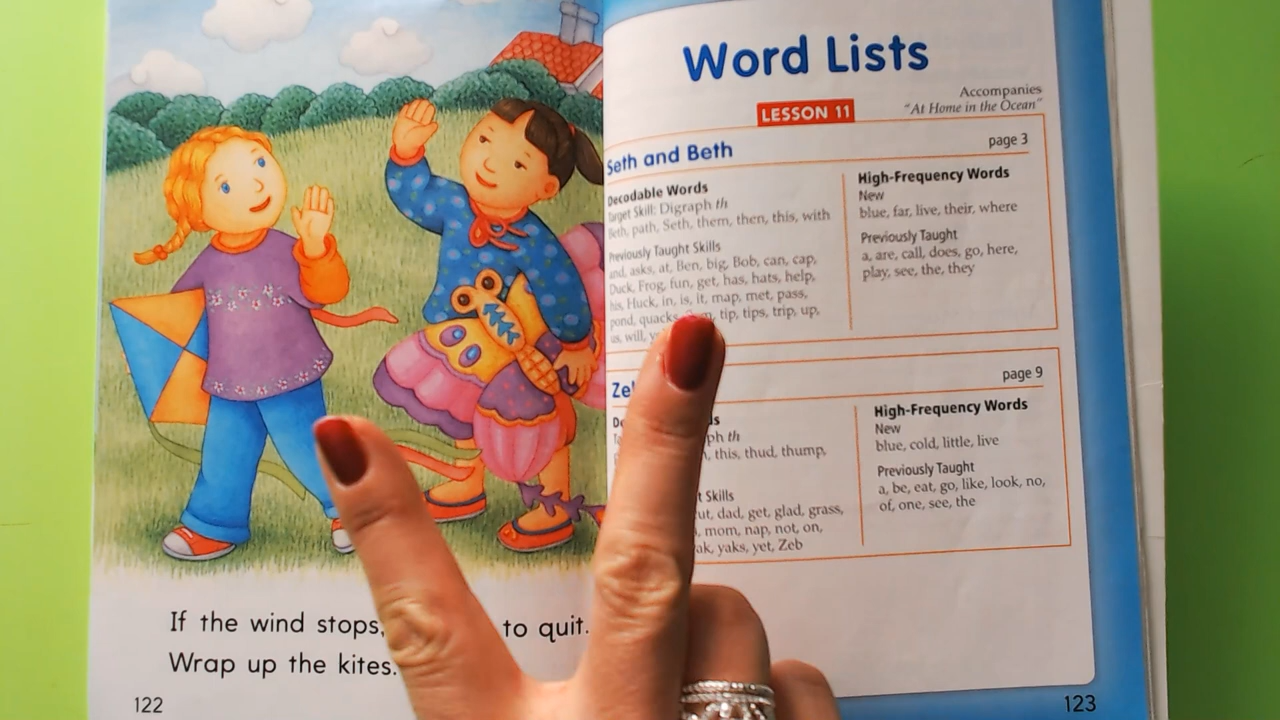 If the wind stops, to quit.
Wrap up the kites.
122
Word Lists
LESSON 11
Accompanies
"At Home in the Ocean"
Seth and Beth
page 3
Decodable Words
Target Skill: Digraph th
Beth, path, Seth, them, then, this, with
Previously Taught Skills
and, asks, at, Ben, big, Bob, can, cap,
Duck, Frog, fun, get, has, hats, help,
his, Huck, in, is, it, map, met, pass,
pond, quacks, tip, tips, trip, up,
us, will,
High-Frequency Words
New
blue, far, live, their, where
Previously Taught
a, are, call, does, go, here,
play, see, the, they
page 9
th
this, thud, thump,
Skills
dad, get, glad, grass,
mom, nap, not, on,
yaks, yet, Zeb
High-Frequency Words
New
blue, cold, little, live
Previously Taught
a, be, eat, go, like, look, no,
of, one, see, the
123